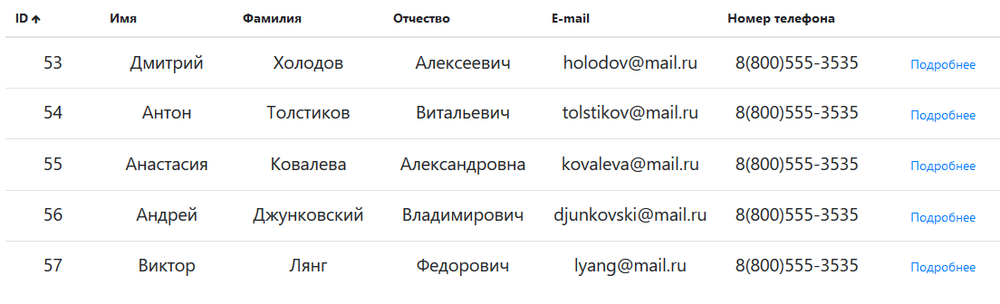 ID ↑ Имя Фамилия Отчество E-mail Номер телефона
53 Дмитрий Холодов Алексеевич holodov@mail.ru 8(800)555-3535 Подробнее
54 Антон Толстиков Витальевич tolstikov@mail.ru 8(800)555-3535 Подробнее
55 Анастасия Ковалева Александровна kovaleva@mail.ru 8(800)555-3535 Подробнее
56 Андрей Джунковский Владимирович djunkovski@mail.ru 8(800)555-3535 Подробнее
57 Виктор Лянг Федорович lyang@mail.ru 8(800)555-3535 Подробнее